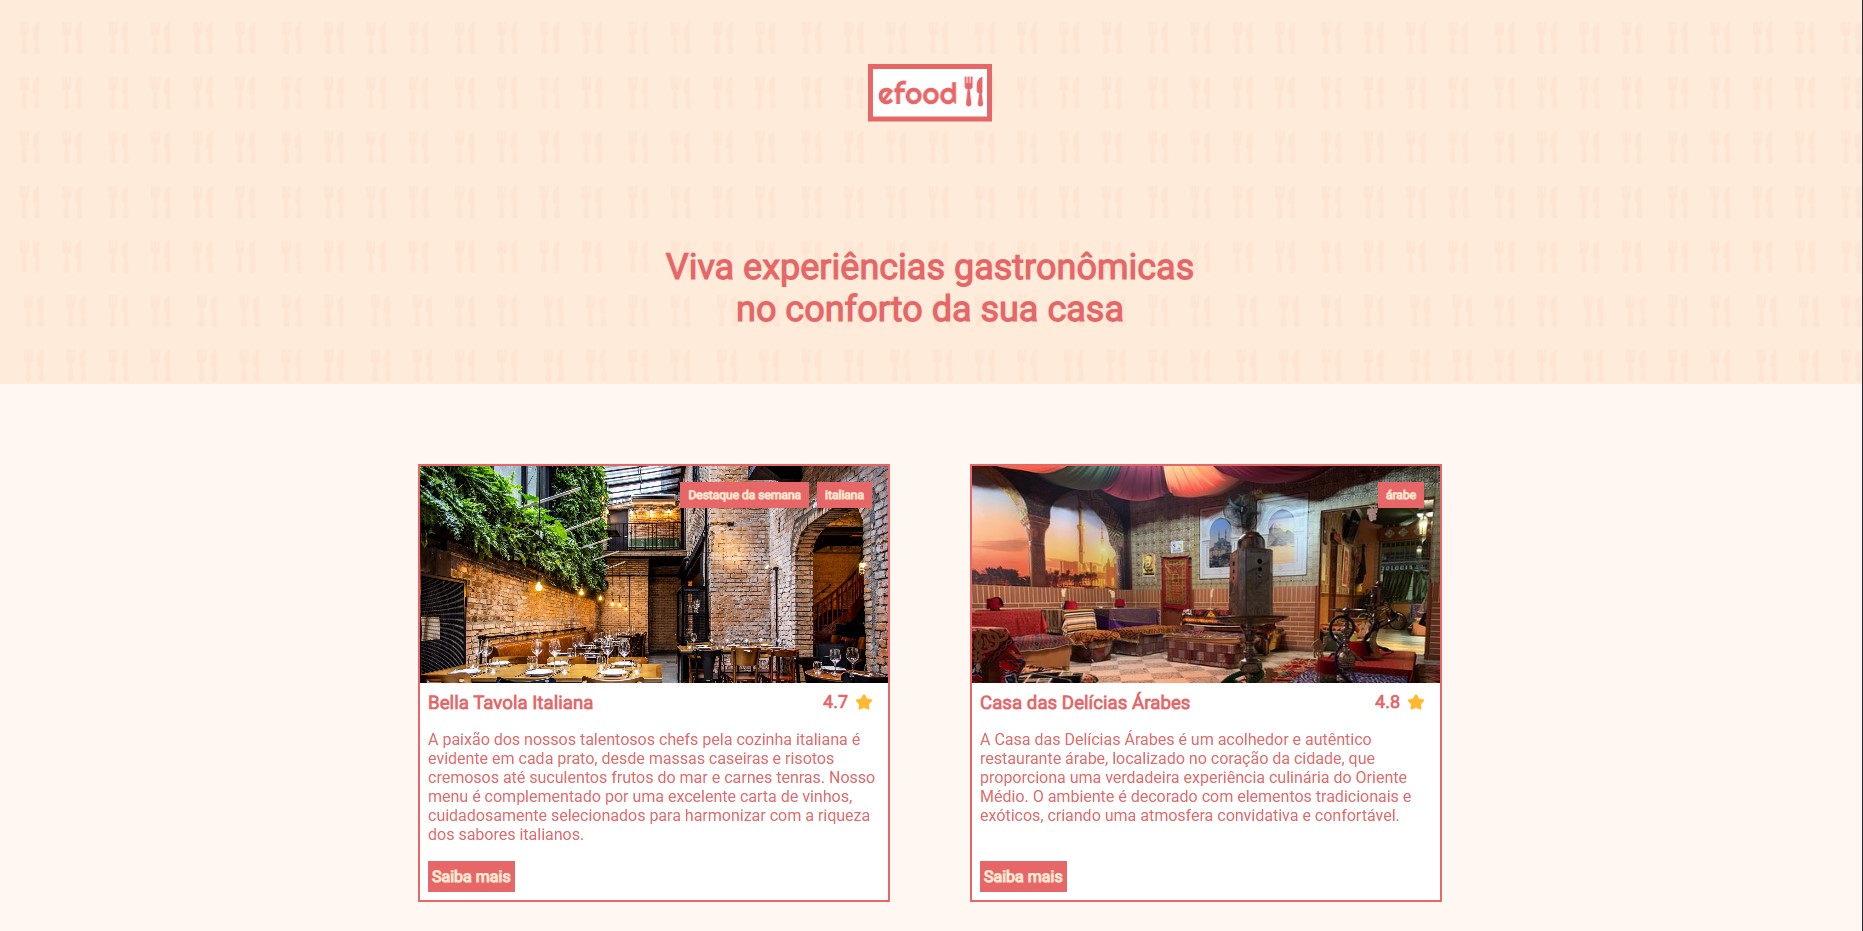 efood
Viva experiências gastronômicas
no conforto da sua casa
Destaque da semana
italiana
Bella Tavola Italiana
4.7
A paixão dos nossos talentosos chefs pela cozinha italiana é
evidente em cada prato, desde massas caseiras e risotos
cremosos até suculentos frutos do mar e carnes tenras. Nosso
menu é complementado por uma excelente carta de vinhos,
cuidadosamente selecionados para harmonizar com a riqueza
dos sabores italianos.
Saiba mais
árabe
Casa das Delícias Árabes
4.8
A Casa das Delícias Árabes é um acolhedor e autêntico
restaurante árabe, localizado no coração da cidade, que
proporciona uma verdadeira experiência culinária do Oriente
Médio. O ambiente é decorado com elementos tradicionais e
exóticos, criando uma atmosfera convidativa e confortável.
Saiba mais